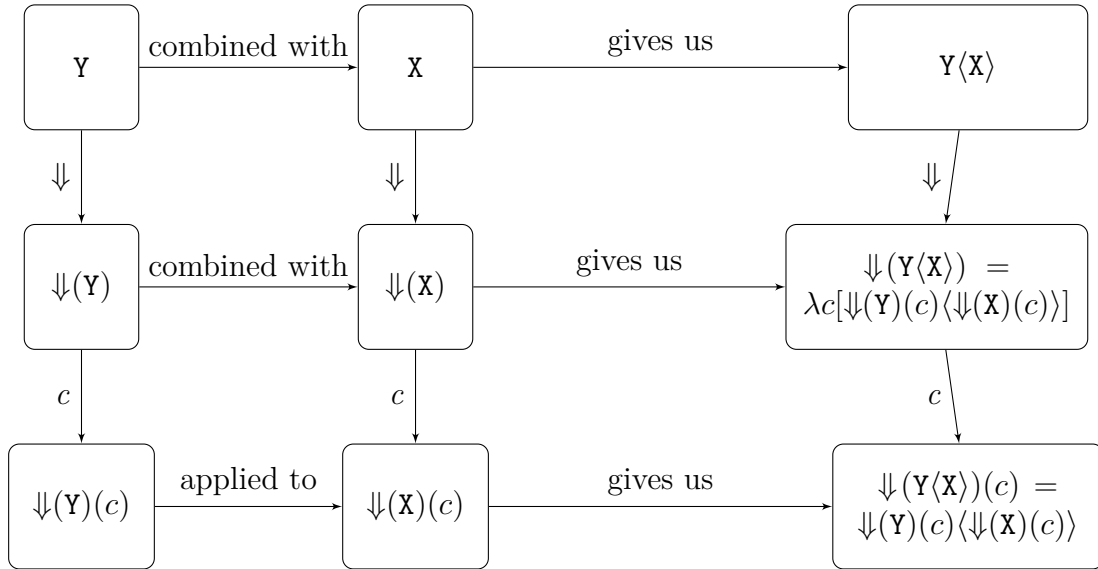 Y combined with X gives us Y⟨X⟩
⇓ ⇓ ⇓
⇓(Y) combined with ⇓(X) gives us ⇓(Y⟨X⟩) =
λc[⇓(Y)(c)⟨⇓(X)(c)⟩]
c c c
⇓(Y)(c) applied to ⇓(X)(c) gives us ⇓(Y⟨X⟩)(c) =
⇓(Y)(c)⟨⇓(X)(c)⟩